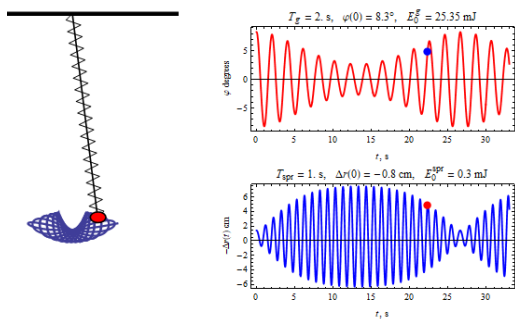 T_g = 2. s, φ(0) = 8.3°, E_0^g = 25.35 mJ
φ degrees
5
0
-5
0 5 10 15 20 25 30
t, s
T_spr = 1. s, Δr(0) = -0.8 cm, E_0^spr = 0.3 mJ
-Δr(t) cm
6
4
2
0
-2
-4
-6
0 5 10 15 20 25 30
t, s